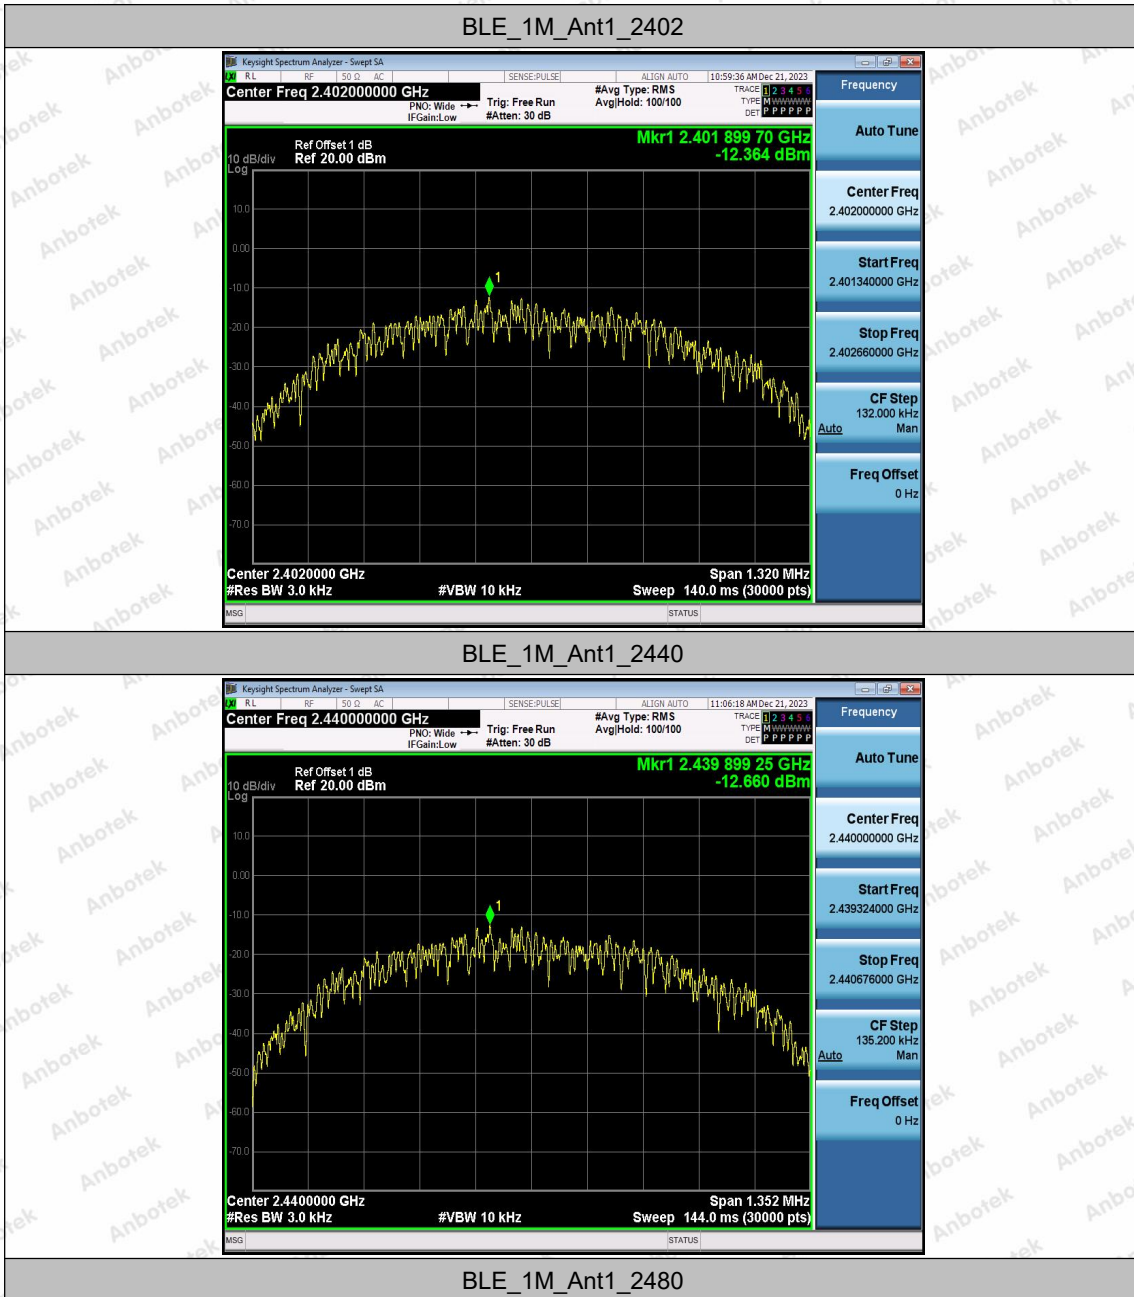 BLE_1M_Ant1_2402
Keysight Spectrum Analyzer - Swept SA
LXI RL RF 50 Ω AC SENSE:PULSE ALIGN AUTO 10:59:36 AM Dec 21, 2023
Center Freq 2.402000000 GHz
PNO: Wide
IFGain:Low
Trig: Free Run
#Atten: 30 dB
#Avg Type: RMS
Avg|Hold: 100/100
TRACE 1 2 3 4 5 6
TYPE M WWWWW
DET P P P P P P
Frequency
Mkr1 2.401 899 70 GHz
-12.364 dBm
Ref Offset 1 dB
10 dB/div Ref 20.00 dBm
Log
10.0
0.00
-10.0
-20.0
-30.0
-40.0
-50.0
-60.0
-70.0
1
Center 2.4020000 GHz Span 1.320 MHz
#Res BW 3.0 kHz #VBW 10 kHz Sweep 140.0 ms (30000 pts)
MSG STATUS
Auto Tune
Center Freq
2.402000000 GHz
Start Freq
2.401340000 GHz
Stop Freq
2.402660000 GHz
CF Step
132.000 kHz
Auto Man
Freq Offset
0 Hz
BLE_1M_Ant1_2440
Keysight Spectrum Analyzer - Swept SA
LXI RL RF 50 Ω AC SENSE:PULSE ALIGN AUTO 11:06:18 AM Dec 21, 2023
Center Freq 2.440000000 GHz
PNO: Wide
IFGain:Low
Trig: Free Run
#Atten: 30 dB
#Avg Type: RMS
Avg|Hold: 100/100
TRACE 1 2 3 4 5 6
TYPE M WWWWW
DET P P P P P P
Frequency
Mkr1 2.439 899 25 GHz
-12.660 dBm
Ref Offset 1 dB
10 dB/div Ref 20.00 dBm
Log
10.0
0.00
-10.0
-20.0
-30.0
-40.0
-50.0
-60.0
-70.0
1
Center 2.4400000 GHz Span 1.352 MHz
#Res BW 3.0 kHz #VBW 10 kHz Sweep 144.0 ms (30000 pts)
MSG STATUS
Auto Tune
Center Freq
2.440000000 GHz
Start Freq
2.439324000 GHz
Stop Freq
2.440676000 GHz
CF Step
135.200 kHz
Auto Man
Freq Offset
0 Hz
BLE_1M_Ant1_2480
Anbotek